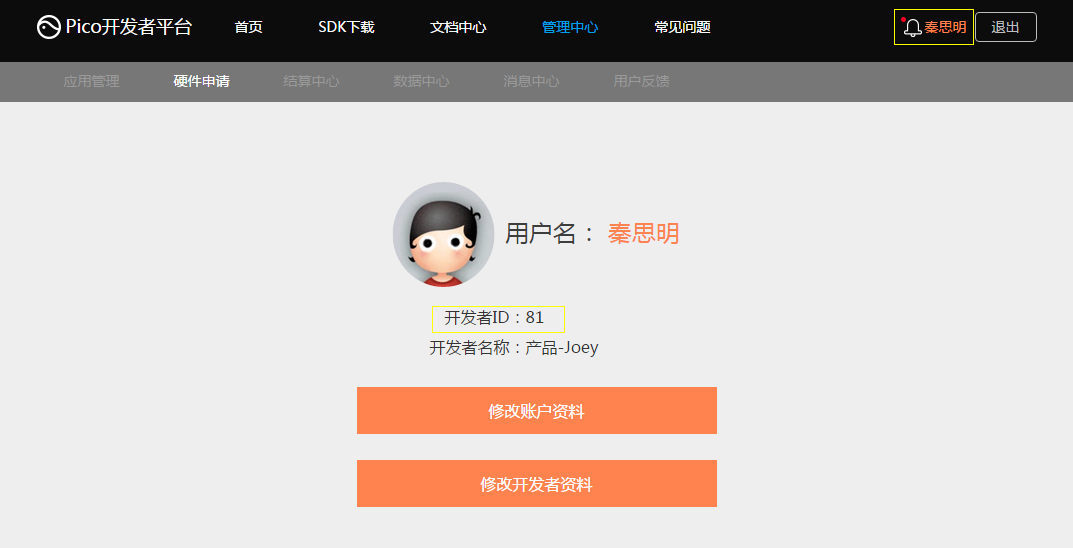 Pico开发者平台 首页 SDK下载 文档中心 管理中心 常见问题 秦思明 退出
应用管理 硬件申请 结算中心 数据中心 消息中心 用户反馈
用户名： 秦思明
开发者ID：81
开发者名称：产品-Joey
修改账户资料
修改开发者资料